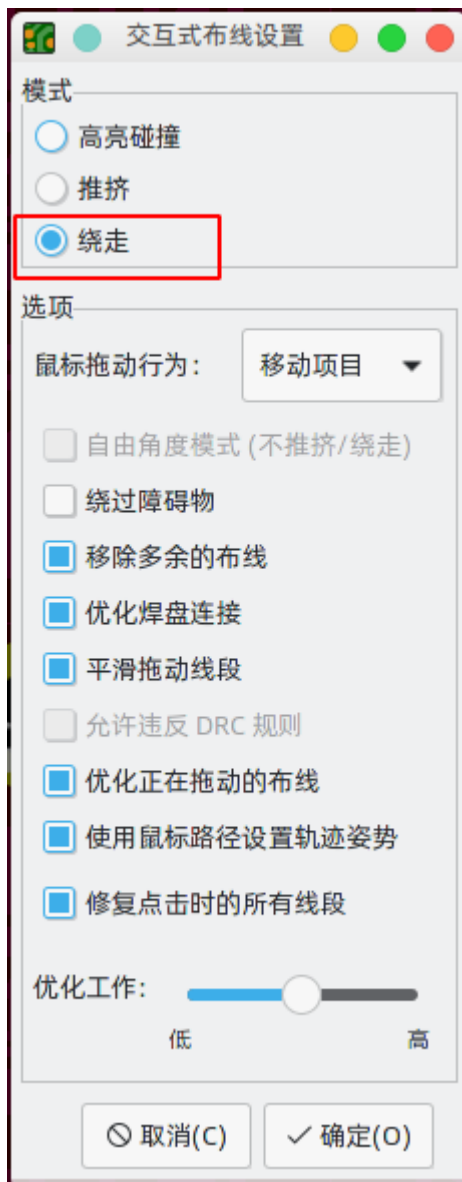 交互式布线设置
模式
高亮碰撞
推挤
绕走
选项
鼠标拖动行为:
移动项目
自由角度模式 (不推挤/绕走)
绕过障碍物
移除多余的布线
优化焊盘连接
平滑拖动线段
允许违反 DRC 规则
优化正在拖动的布线
使用鼠标路径设置轨迹姿势
修复点击时的所有线段
优化工作:
低 高
取消(C) 确定(O)